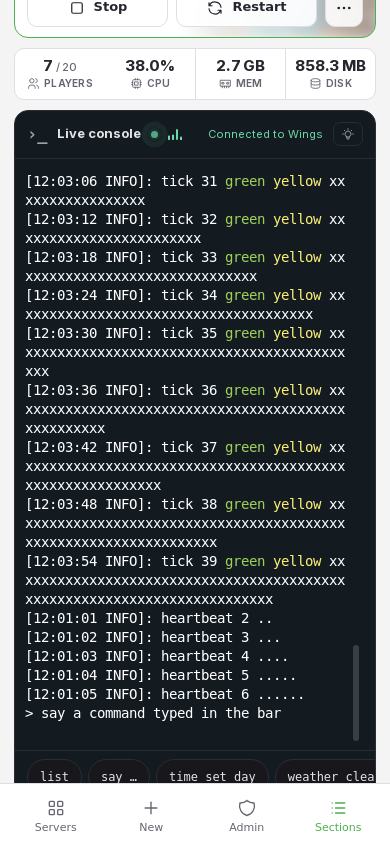 Stop
Restart
7 / 20
38.0%
2.7 GB
858.3 MB
PLAYERS
CPU
MEM
DISK
>_ Live console
Connected to Wings
[12:03:06 INFO]: tick 31 green yellow xx
xxxxxxxxxxxxxxx
[12:03:12 INFO]: tick 32 green yellow xx
xxxxxxxxxxxxxxxxxxxxxx
[12:03:18 INFO]: tick 33 green yellow xx
xxxxxxxxxxxxxxxxxxxxxxxxxxxxx
[12:03:24 INFO]: tick 34 green yellow xx
xxxxxxxxxxxxxxxxxxxxxxxxxxxxxxxxxxxx
[12:03:30 INFO]: tick 35 green yellow xx
xxxxxxxxxxxxxxxxxxxxxxxxxxxxxxxxxxxxxxxx
xxx
[12:03:36 INFO]: tick 36 green yellow xx
xxxxxxxxxxxxxxxxxxxxxxxxxxxxxxxxxxxxxxxx
xxxxxxxxxx
[12:03:42 INFO]: tick 37 green yellow xx
xxxxxxxxxxxxxxxxxxxxxxxxxxxxxxxxxxxxxxxx
xxxxxxxxxxxxxxxxx
[12:03:48 INFO]: tick 38 green yellow xx
xxxxxxxxxxxxxxxxxxxxxxxxxxxxxxxxxxxxxxxx
xxxxxxxxxxxxxxxxxxxxxxxx
[12:03:54 INFO]: tick 39 green yellow xx
xxxxxxxxxxxxxxxxxxxxxxxxxxxxxxxxxxxxxxxx
xxxxxxxxxxxxxxxxxxxxxxxxxxxxxxx
[12:01:01 INFO]: heartbeat 2 ..
[12:01:02 INFO]: heartbeat 3 ...
[12:01:03 INFO]: heartbeat 4 ....
[12:01:04 INFO]: heartbeat 5 .....
[12:01:05 INFO]: heartbeat 6 ......
> say a command typed in the bar
list
say …
time set day
weather clea
Servers
New
Admin
Sections